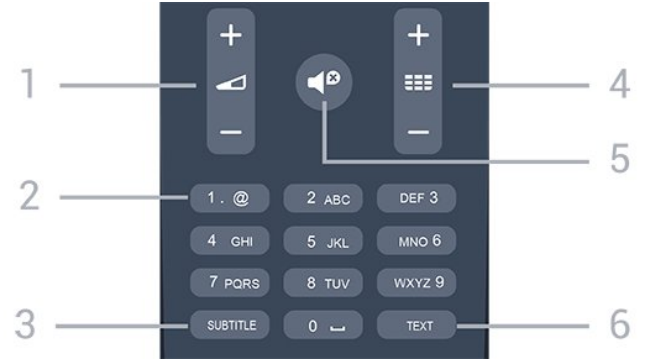 + +
1 4
- -
5
2 1 . @ 2 ABC DEF 3
4 GHI 5 JKL MNO 6
7 PQRS 8 TUV WXYZ 9
3 SUBTITLE 0 ⎵ TEXT 6